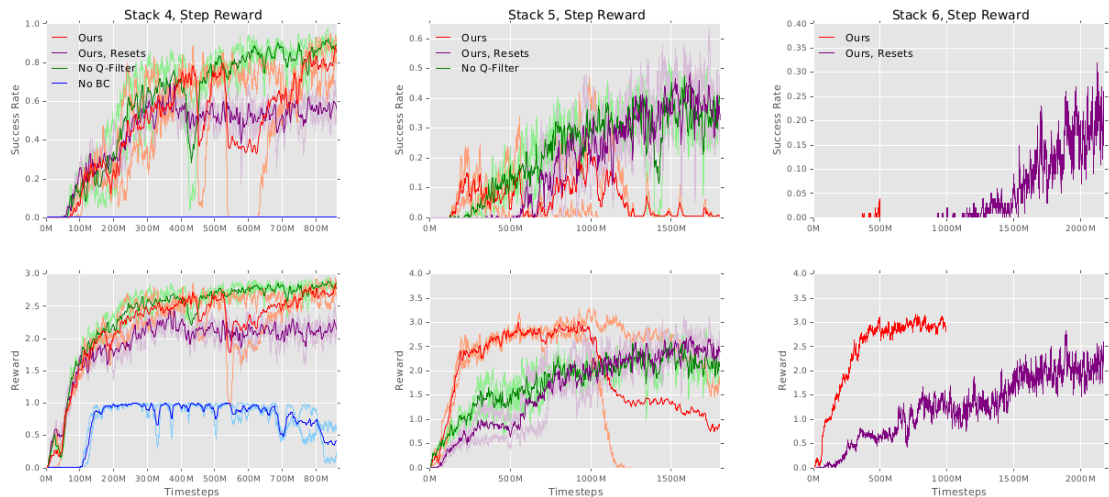 Stack 4, Step Reward
Stack 5, Step Reward
Stack 6, Step Reward
1.0
0.8
0.6
0.4
0.2
0.0
Success Rate
Ours
Ours, Resets
No Q-Filter
No BC
0M 100M 200M 300M 400M 500M 600M 700M 800M
0.6
0.5
0.4
0.3
0.2
0.1
0.0
Success Rate
Ours
Ours, Resets
No Q-Filter
0M 500M 1000M 1500M
0.40
0.35
0.30
0.25
0.20
0.15
0.10
0.05
0.00
Success Rate
Ours
Ours, Resets
0M 500M 1000M 1500M 2000M
3.0
2.5
2.0
1.5
1.0
0.5
0.0
Reward
0M 100M 200M 300M 400M 500M 600M 700M 800M
Timesteps
4.0
3.5
3.0
2.5
2.0
1.5
1.0
0.5
0.0
Reward
0M 500M 1000M 1500M
Timesteps
4.0
3.5
3.0
2.5
2.0
1.5
1.0
0.5
0.0
Reward
0M 500M 1000M 1500M 2000M
Timesteps